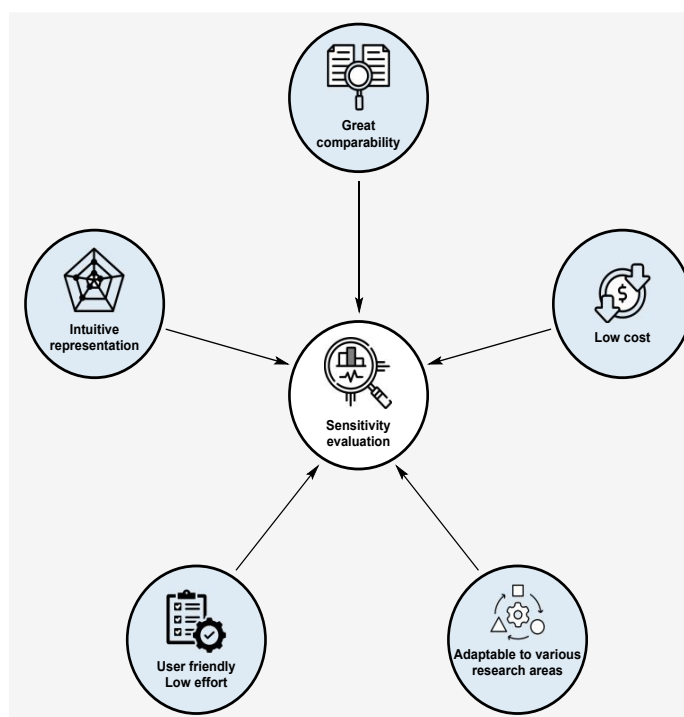 Great
comparability
Intuitive
representation
$
Low cost
Sensitivity
evaluation
User friendly
Low effort
Adaptable to various
research areas